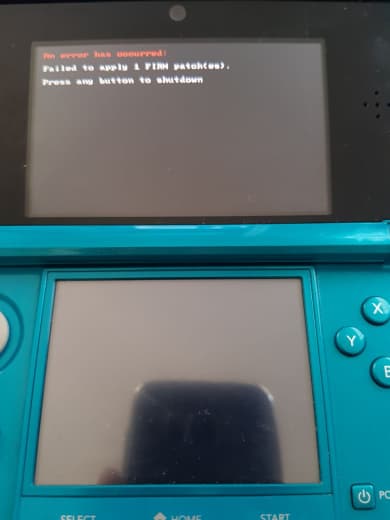 An error has occurred:
Failed to apply 1 FIRM patch(es).
Press any button to shutdown
X
Y
B
SELECT
HOME
START
PO